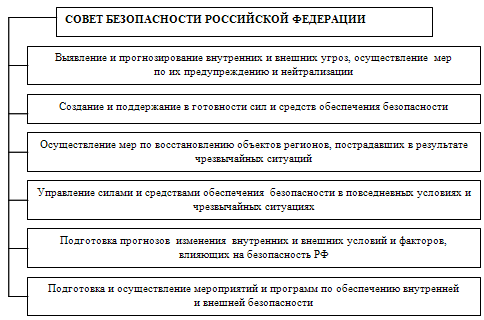 СОВЕТ БЕЗОПАСНОСТИ РОССИЙСКОЙ ФЕДЕРАЦИИ
Выявление и прогнозирование внутренних и внешних угроз, осуществление мер
по их предупреждению и нейтрализации
Создание и поддержание в готовности сил и средств обеспечения безопасности
Осуществление мер по восстановлению объектов регионов, пострадавших в результате
чрезвычайных ситуаций
Управление силами и средствами обеспечения безопасности в повседневных условиях и
чрезвычайных ситуациях
Подготовка прогнозов изменения внутренних и внешних условий и факторов,
влияющих на безопасность РФ
Подготовка и осуществление мероприятий и программ по обеспечению внутренней
и внешней безопасности